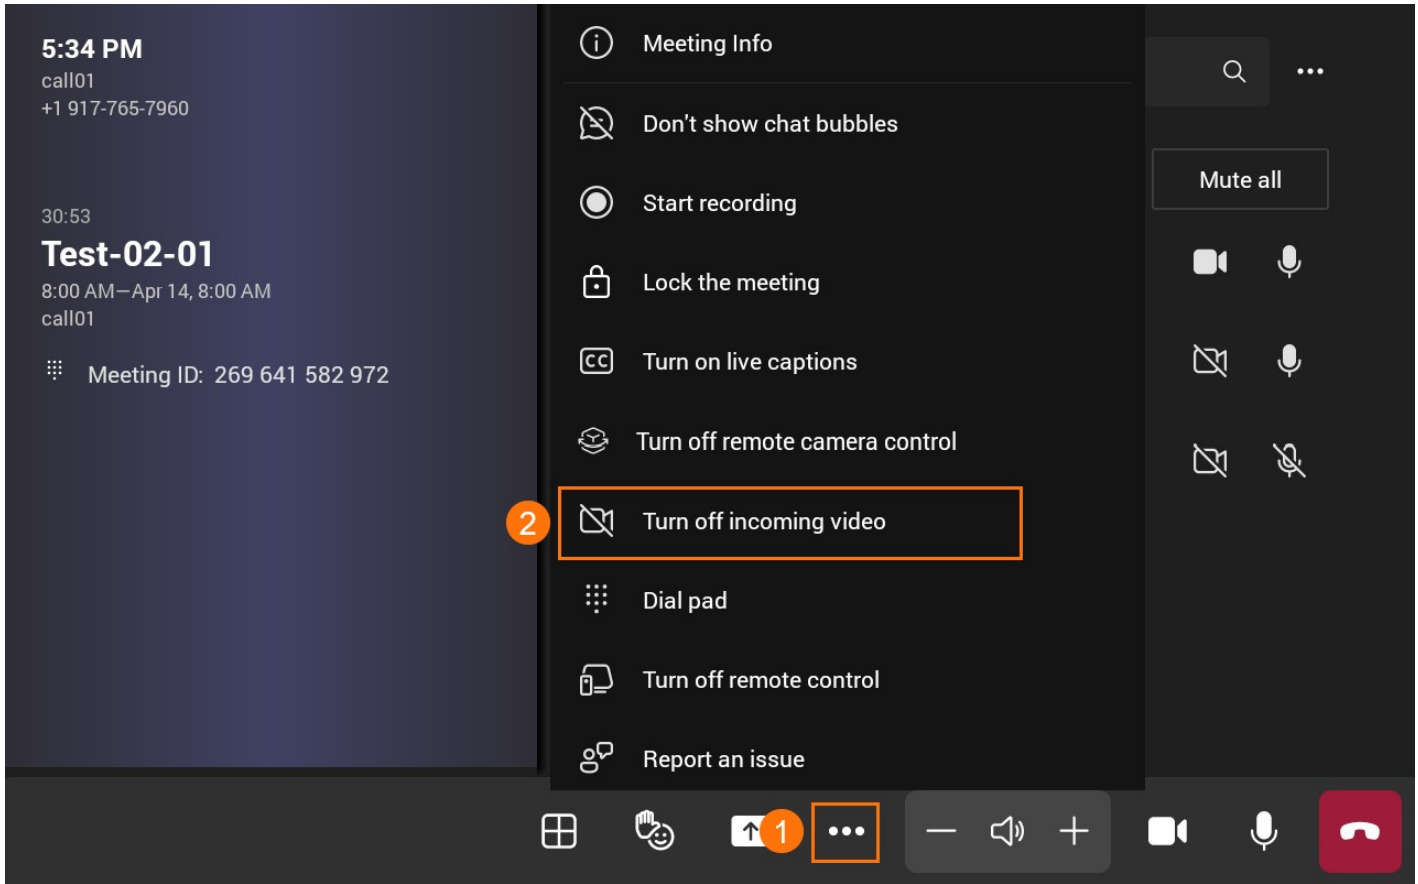 5:34 PM
call01
+1 917-765-7960
30:53
Test-02-01
8:00 AM—Apr 14, 8:00 AM
call01
Meeting ID: 269 641 582 972
Meeting Info
Don't show chat bubbles
Start recording
Lock the meeting
CC Turn on live captions
Turn off remote camera control
2 Turn off incoming video
Dial pad
Turn off remote control
Report an issue
Mute all
1